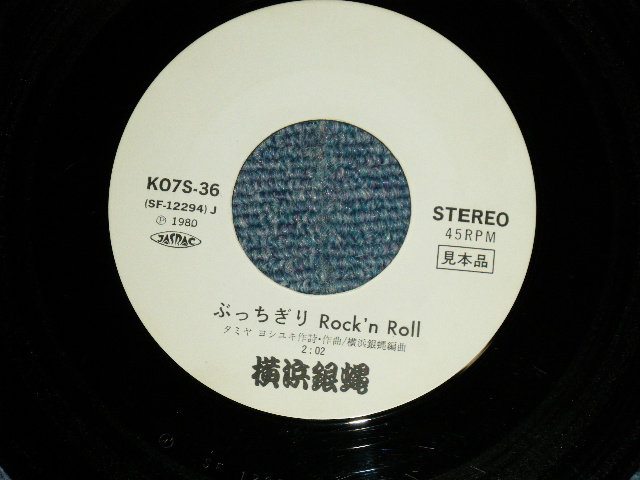 K07S-36
(SF-12294) J
Ⓟ 1980
JASRAC
STEREO
45RPM
見本品
ぶっちぎり Rock'n Roll
タミヤ ヨシユキ作詩・作曲/横浜銀蝿編曲
2:02
横浜銀蝿